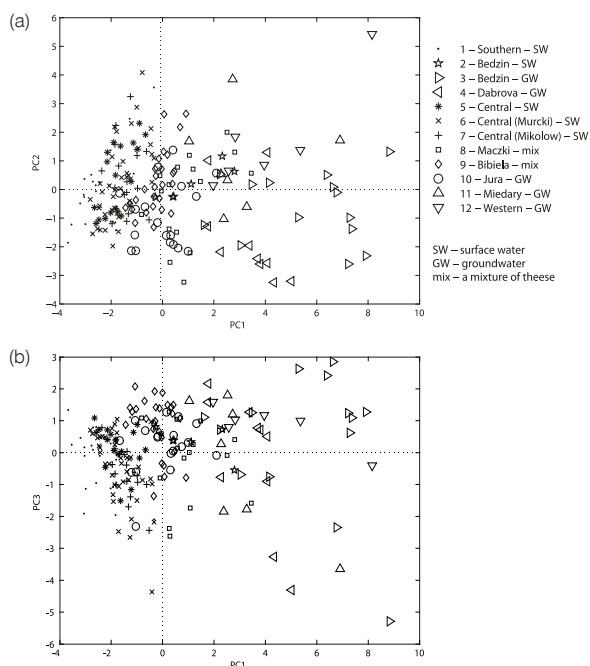 (a)
6
5
4
3
2
1
0
-1
-2
-3
-4
PC2
-4 -2 0 2 4 6 8 10
PC1
1 – Southern – SW
2 – Bedzin – SW
3 – Bedzin – GW
4 – Dabrova – GW
5 – Central – SW
6 – Central (Murcki) – SW
7 – Central (Mikolow) – SW
8 – Maczki – mix
9 – Bibiela – mix
10 – Jura – GW
11 – Miedary – GW
12 – Western – GW
SW – surface water
GW – groundwater
mix – a mixture of theese
(b)
3
2
1
0
-1
-2
-3
-4
-5
-6
PC3
-4 -2 0 2 4 6 8 10
PC1